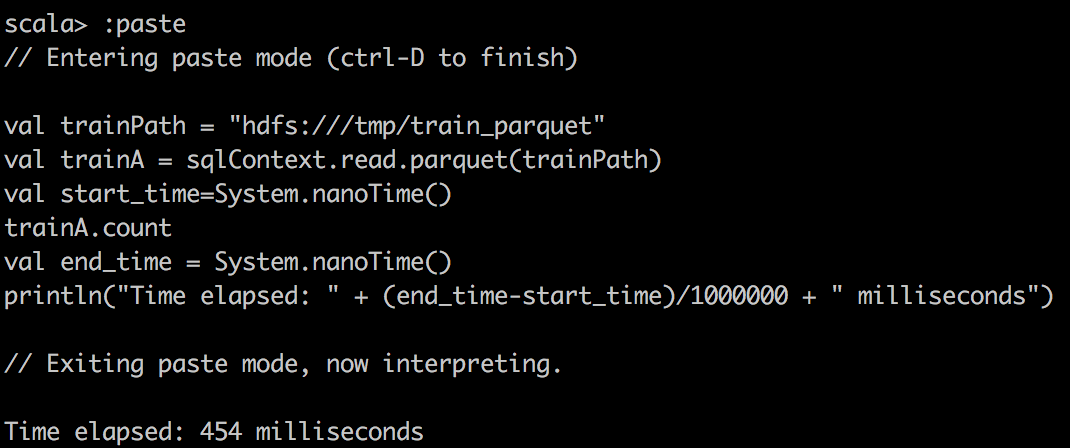 scala> :paste
// Entering paste mode (ctrl-D to finish)
val trainPath = "hdfs:///tmp/train_parquet"
val trainA = sqlContext.read.parquet(trainPath)
val start_time=System.nanoTime()
trainA.count
val end_time = System.nanoTime()
println("Time elapsed: " + (end_time-start_time)/1000000 + " milliseconds")
// Exiting paste mode, now interpreting.
Time elapsed: 454 milliseconds